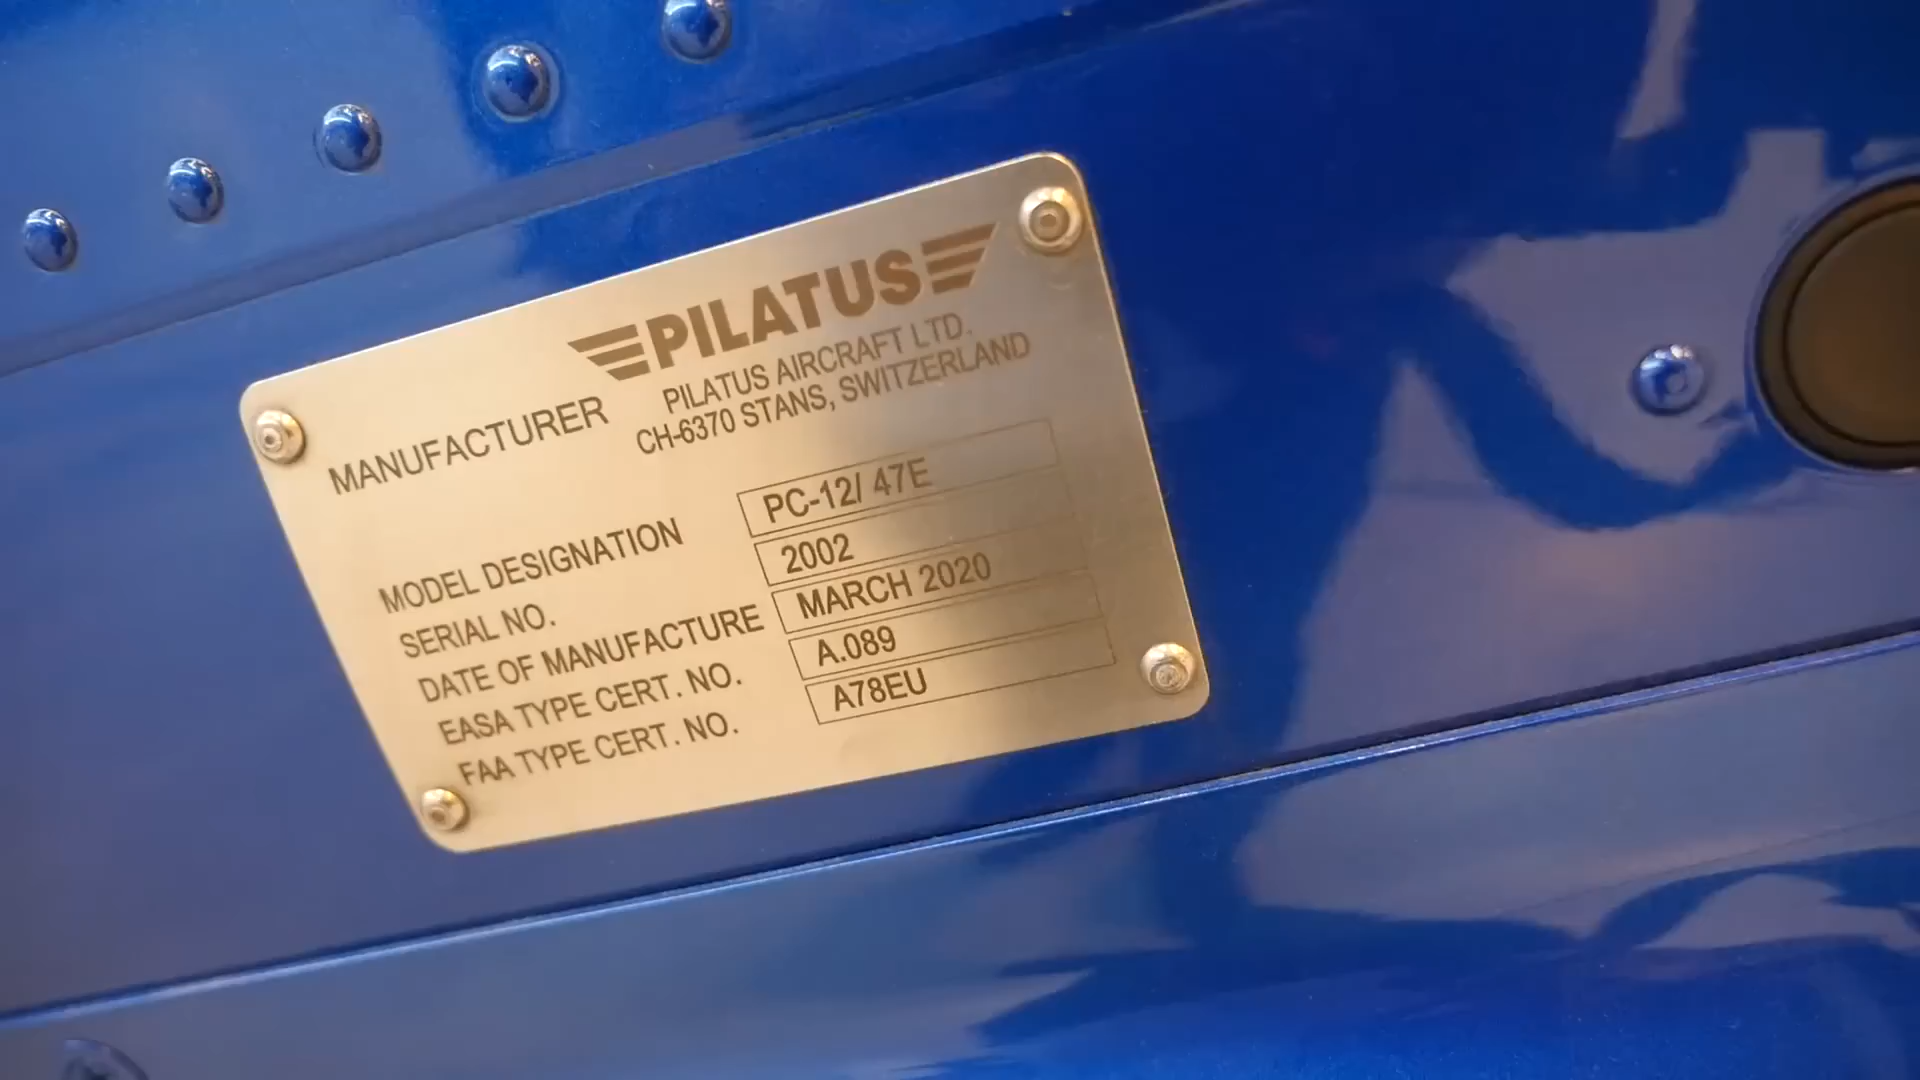 PILATUS
MANUFACTURER PILATUS AIRCRAFT LTD.
CH-6370 STANS, SWITZERLAND
MODEL DESIGNATION PC-12/ 47E
SERIAL NO. 2002
DATE OF MANUFACTURE MARCH 2020
EASA TYPE CERT. NO. A.089
FAA TYPE CERT. NO. A78EU